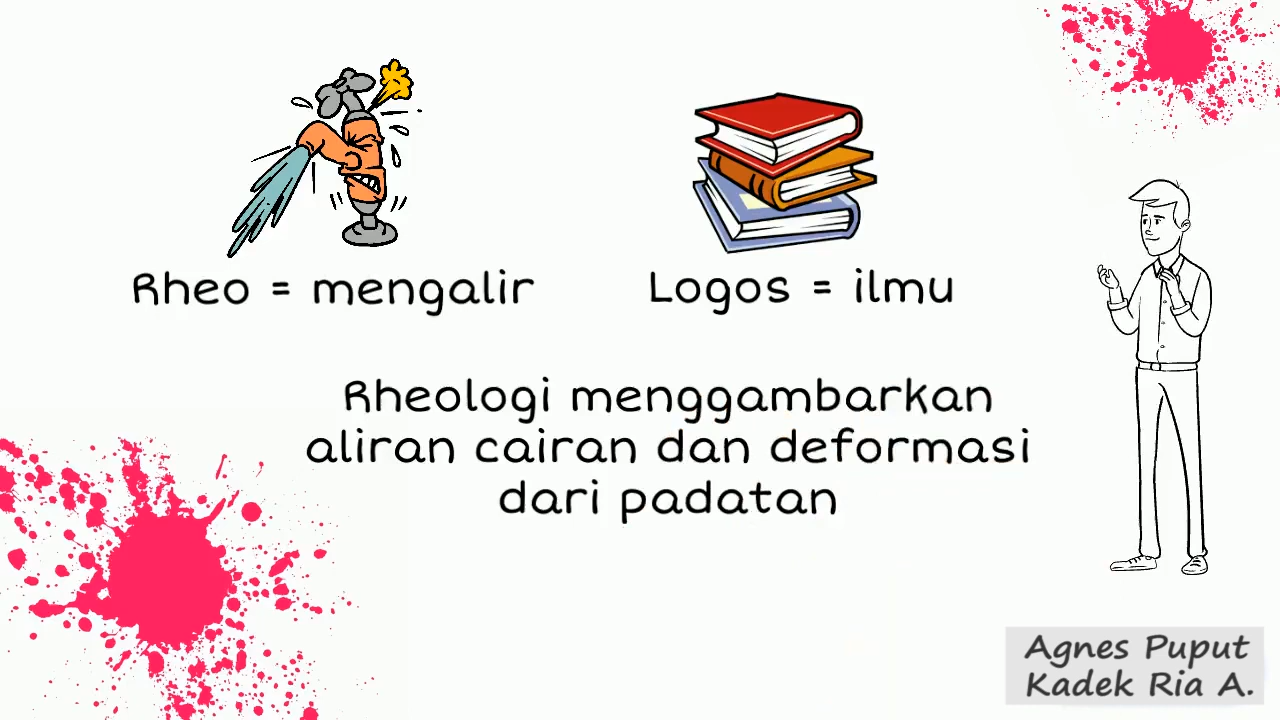 Rheo = mengalir
Logos = ilmu
Rheologi menggambarkan
aliran cairan dan deformasi
dari padatan
Agnes Puput
Kadek Ria A.